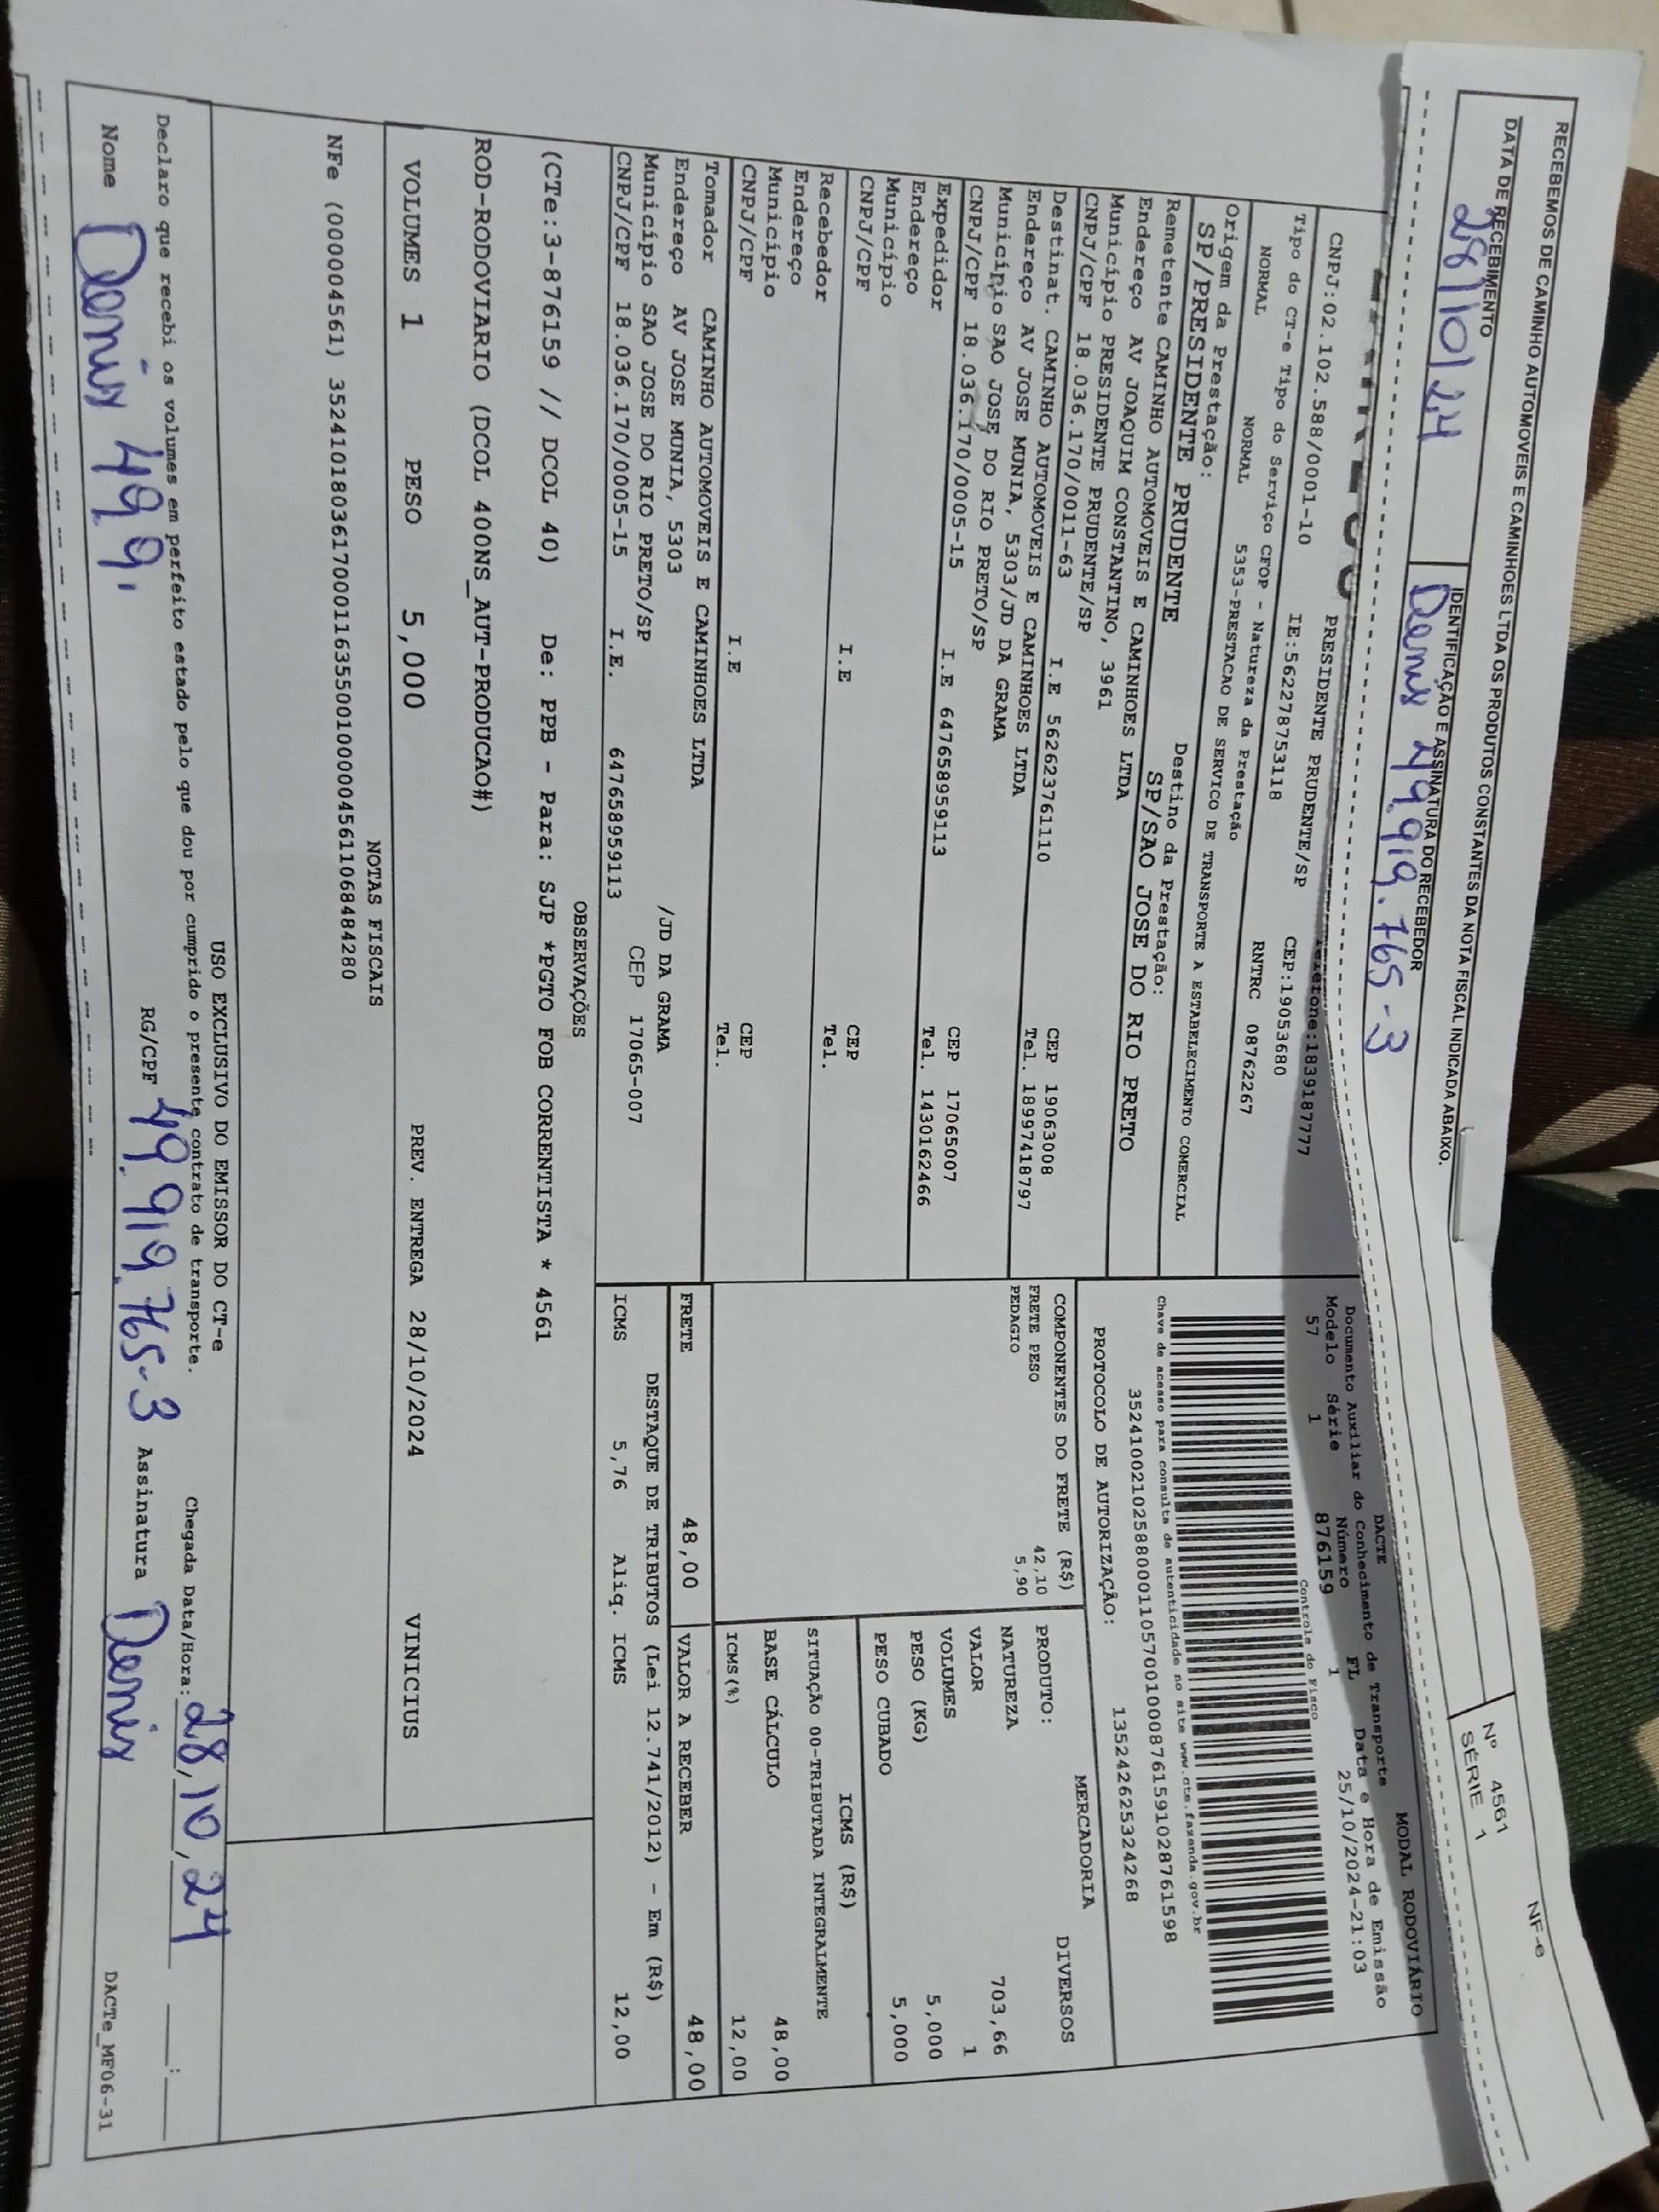 RECEBEMOS DE CAMINHO AUTOMOVEIS E CAMINHOES LTDA OS PRODUTOS CONSTANTES DA NOTA FISCAL INDICADA ABAIXO.
NF-e
Nº 4561
SÉRIE 1
DATA DE RECEBIMENTO
28/10/24
IDENTIFICAÇÃO E ASSINATURA DO RECEBEDOR
Denis 49.919.765-3
PRESIDENTE PRUDENTE/SP Telefone:1839187777
CNPJ:02.102.588/0001-10 IE:562278753118 CEP:19053680
Tipo do CT-e Tipo do Serviço CFOP - Natureza da Prestação RNTRC 08762267
NORMAL NORMAL 5353-PRESTACAO DE SERVICO DE TRANSPORTE A ESTABELECIMENTO COMERCIAL
Origem da Prestação: Destino da Prestação:
SP/PRESIDENTE PRUDENTE SP/SAO JOSE DO RIO PRETO
Remetente CAMINHO AUTOMOVEIS E CAMINHOES LTDA
Endereço AV JOAQUIM CONSTANTINO, 3961
Município PRESIDENTE PRUDENTE/SP CEP 19063008
CNPJ/CPF 18.036.170/0011-63 I.E 562623761110 Tel. 18997418797
Destinat. CAMINHO AUTOMOVEIS E CAMINHOES LTDA
Endereço AV JOSE MUNIA, 5303/JD DA GRAMA
Município SAO JOSE DO RIO PRETO/SP CEP 17065007
CNPJ/CPF 18.036.170/0005-15 I.E 647658959113 Tel. 1430162466
Expedidor
Endereço
Município CEP
CNPJ/CPF I.E Tel.
Recebedor
Endereço
Município CEP
CNPJ/CPF I.E Tel.
Tomador CAMINHO AUTOMOVEIS E CAMINHOES LTDA
Endereço AV JOSE MUNIA, 5303 /JD DA GRAMA
Município SAO JOSE DO RIO PRETO/SP CEP 17065-007
CNPJ/CPF 18.036.170/0005-15 I.E. 647658959113
MODAL RODOVIÁRIO
DACTE
Documento Auxiliar do Conhecimento de Transporte
Modelo Série Número FL Data e Hora de Emissão
57 1 876159 1 25/10/2024-21:03
Controle do Fisco
Chave de acesso para consulta de autenticidade no site www.cte.fazenda.gov.br
35241002102588000110570010008761591028761598
PROTOCOLO DE AUTORIZAÇÃO: 135242625324268
COMPONENTES DO FRETE (R$)
FRETE PESO 42,10
PEDAGIO 5,90
MERCADORIA
PRODUTO: DIVERSOS
NATUREZA
VALOR 703,66
VOLUMES 1
PESO (KG) 5,000
PESO CUBADO 5,000
ICMS (R$)
SITUAÇÃO 00-TRIBUTADA INTEGRALMENTE
BASE CÁLCULO 48,00
ICMS(%) 12,00
FRETE 48,00 VALOR A RECEBER 48,00
DESTAQUE DE TRIBUTOS (Lei 12.741/2012) - Em (R$)
ICMS 5,76 Aliq. ICMS 12,00
OBSERVAÇÕES
(CTe:3-876159 // DCOL 40) De: PPB - Para: SJP *PGTO FOB CORRENTISTA * 4561
ROD-RODOVIARIO (DCOL 400NS_AUT-PRODUCAO#)
VOLUMES 1 PESO 5,000 PREV. ENTREGA 28/10/2024 VINICIUS
NOTAS FISCAIS
NFe (000004561) 35241018036170001163550010000045611068484280
USO EXCLUSIVO DO EMISSOR DO CT-e
Declaro que recebi os volumes em perfeito estado pelo que dou por cumprido o presente contrato de transporte. Chegada Data/Hora: 28,10,24 :
Nome Denis 499. RG/CPF 49.919.765-3 Assinatura Denis
DACTe_MF06-31